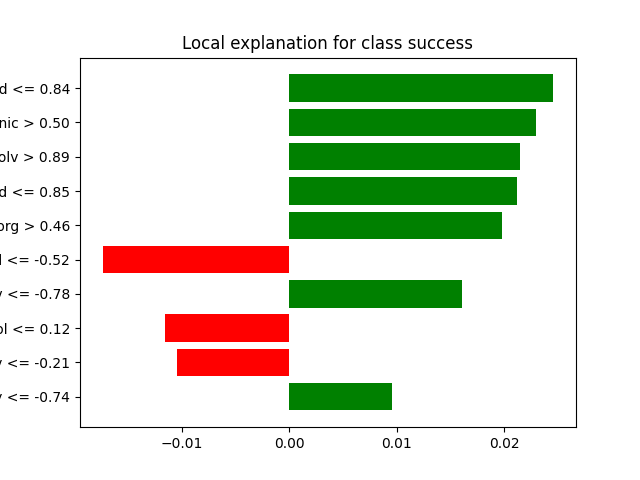 Local explanation for class success
d <= 0.84
nic > 0.50
olv > 0.89
d <= 0.85
org > 0.46
<= -0.52
<= -0.78
ol <= 0.12
<= -0.21
<= -0.74
−0.01 0.00 0.01 0.02